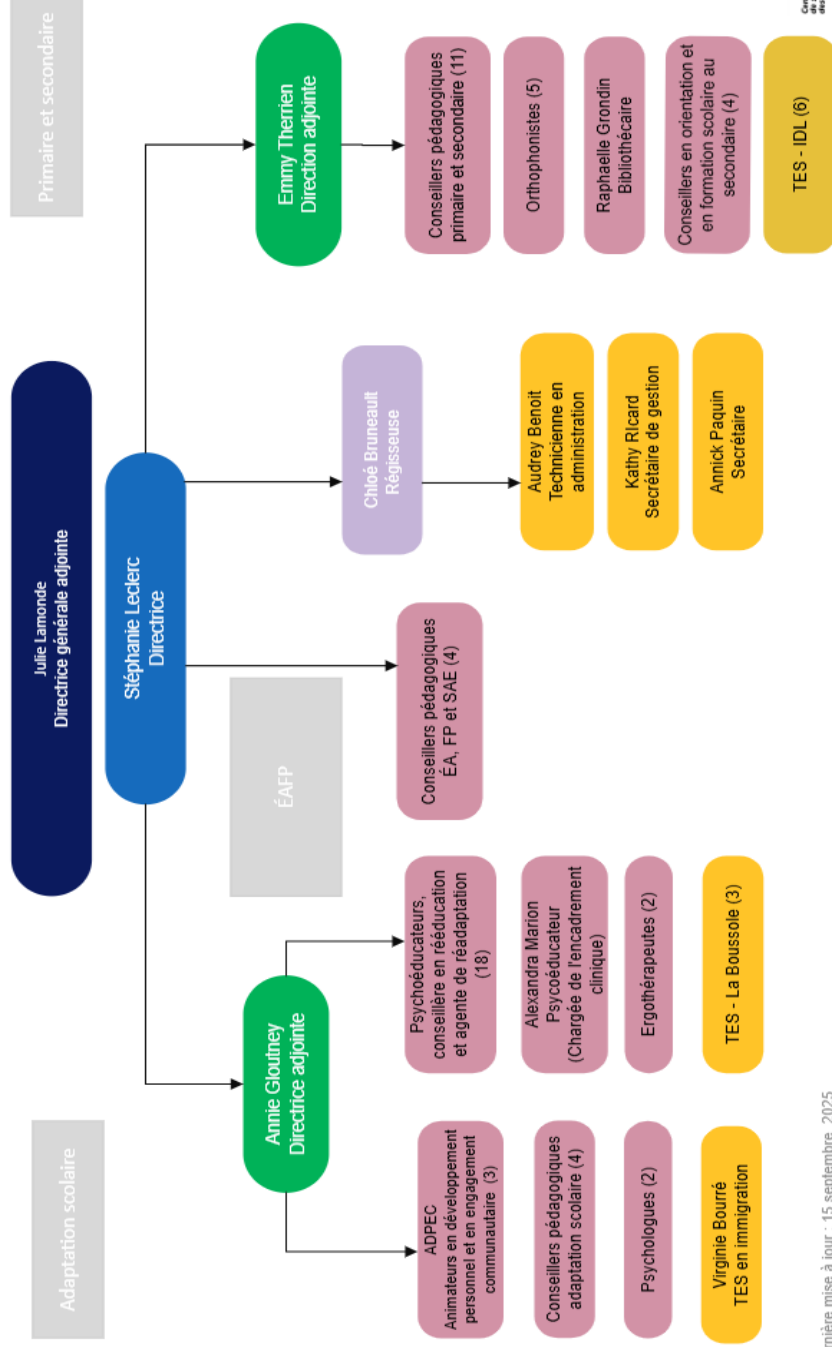 Julie Lamonde
Directrice générale adjointe
Stéphanie Leclerc
Directrice
Adaptation scolaire
ÉAFP
Primaire et secondaire
Annie Gloutney
Directrice adjointe
ADPEC
Animateurs en développement
personnel et en engagement
communautaire (3)
Conseillers pédagogiques
adaptation scolaire (4)
Psychologues (2)
Virginie Bourré
TES en immigration
Psychoéducateurs,
conseillère en rééducation
et agente de réadaptation
(18)
Alexandra Marion
Psycoéducateur
(Chargée de l'encadrement
clinique)
Ergothérapeutes (2)
TES - La Boussole (3)
Conseillers pédagogiques
ÉA, FP et SAE (4)
Chloé Bruneault
Régisseuse
Audrey Benoit
Technicienne en
administration
Kathy RIcard
Secrétaire de gestion
Annick Paquin
Secrétaire
Emmy Therrien
Direction adjointe
Conseillers pédagogiques
primaire et secondaire (11)
Orthophonistes (5)
Raphaelle Grondin
Bibliothécaire
Conseillers en orientation et
en formation scolaire au
secondaire (4)
TES - IDL (6)
mise à jour : 15 septembre 2025